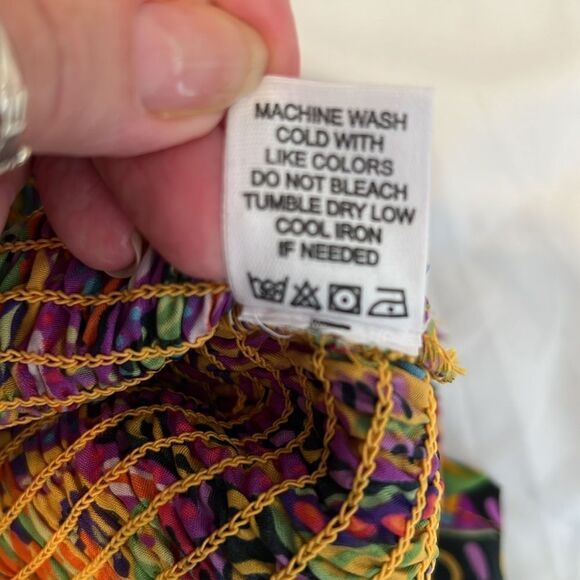 MACHINE WASH
COLD WITH
LIKE COLORS
DO NOT BLEACH
TUMBLE DRY LOW
COOL IRON
IF NEEDED